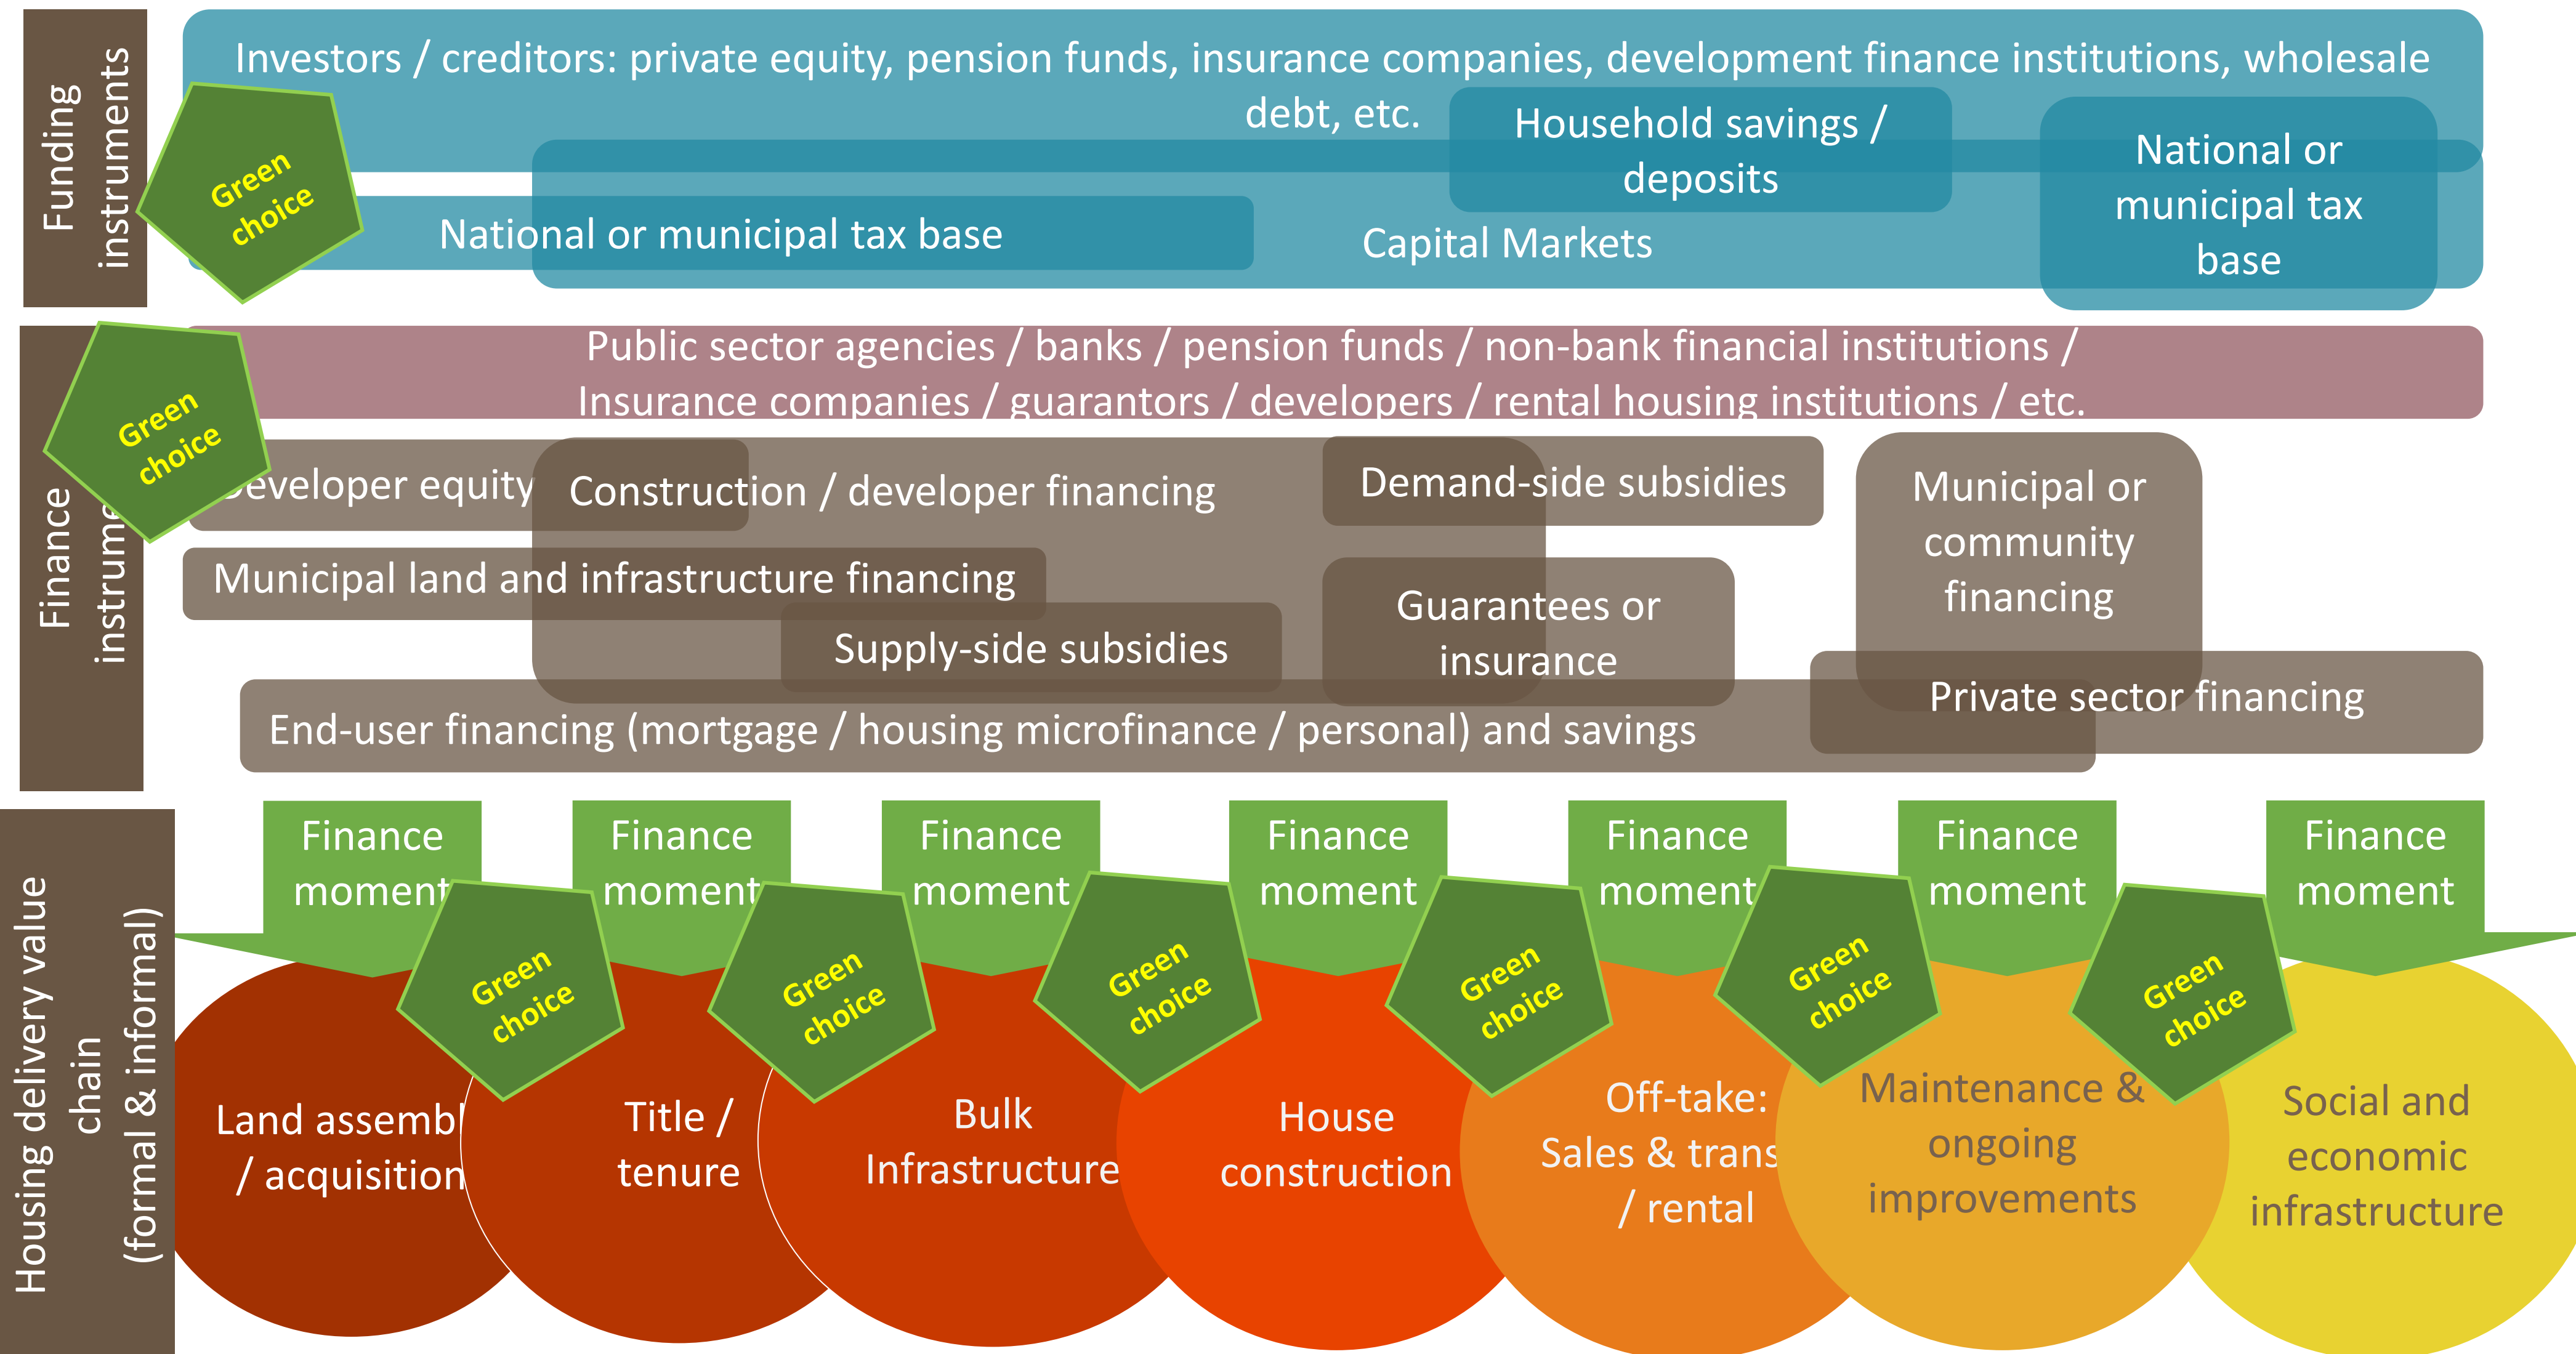 Funding
instruments
Investors / creditors: private equity, pension funds, insurance companies, development finance institutions, wholesale
debt, etc.
Household savings /
deposits
National or
municipal tax
base
Green
choice
National or municipal tax base
Capital Markets
Finance
Public sector agencies / banks / pension funds / non-bank financial institutions /
Insurance companies / guarantors / developers / rental housing institutions / etc.
Green
choice
equity
Construction / developer financing
Demand-side subsidies
Municipal or
community
financing
Municipal land and infrastructure financing
Supply-side subsidies
Guarantees or
insurance
Private sector financing
End-user financing (mortgage / housing microfinance / personal) and savings
Housing delivery value
chain
(formal & informal)
Finance
moment
Finance
moment
Finance
moment
Finance
moment
Finance
moment
Finance
moment
Finance
moment
Green
choice
Green
choice
Green
choice
Green
choice
Green
choice
Green
choice
Land
/ acquisition
Title /
tenure
Bulk
Infrastructure
House
construction
Off-take:
Sales &
/ rental
Maintenance &
ongoing
improvements
Social and
economic
infrastructure